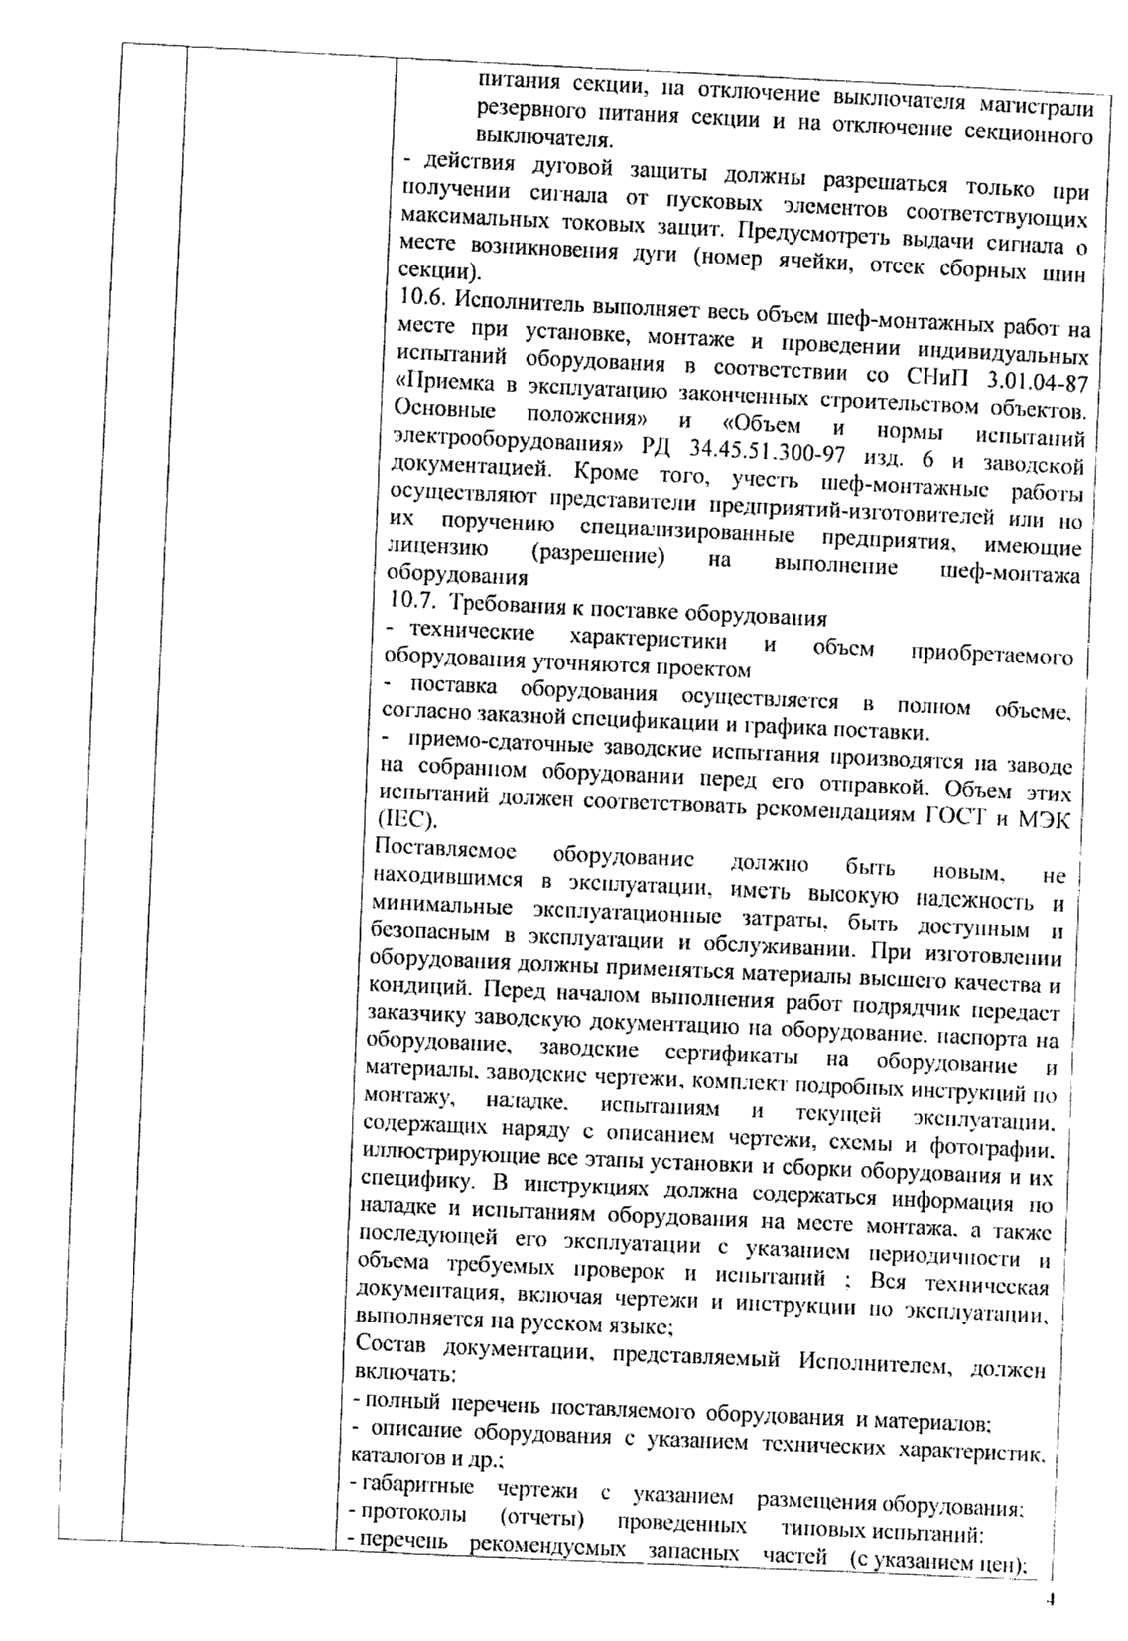 питания секции, на отключение выключателя магистрали
резервного питания секции и на отключение секционного
выключателя.
- действия дуговой защиты должны разрешаться только при
получении сигнала от пусковых элементов соответствующих
максимальных токовых защит. Предусмотреть выдачи сигнала о
месте возникновения дуги (номер ячейки, отсек сборных шин
секции).
10.6. Исполнитель выполняет весь объем шеф-монтажных работ на
месте при установке, монтаже и проведении индивидуальных
испытаний оборудования в соответствии со СНиП 3.01.04-87
«Приемка в эксплуатацию законченных строительством объектов.
Основные положения» и «Объем и нормы испытаний
электрооборудования» РД 34.45.51.300-97 изд. 6 и заводской
документацией. Кроме того, учесть шеф-монтажные работы
осуществляют представители предприятий-изготовителей или по
их поручению специализированные предприятия, имеющие
лицензию (разрешение) на выполнение шеф-монтажа
оборудования
10.7. Требования к поставке оборудования
- технические характеристики и объем приобретаемого
оборудования уточняются проектом
- поставка оборудования осуществляется в полном объеме,
согласно заказной спецификации и графика поставки.
- приемо-сдаточные заводские испытания производятся на заводе
на собранном оборудовании перед его отправкой. Объем этих
испытаний должен соответствовать рекомендациям ГОСТ и МЭК
(IEC).
Поставляемое оборудование должно быть новым, не
находившимся в эксплуатации, иметь высокую надежность и
минимальные эксплуатационные затраты, быть доступным и
безопасным в эксплуатации и обслуживании. При изготовлении
оборудования должны применяться материалы высшего качества и
кондиций. Перед началом выполнения работ подрядчик передаст
заказчику заводскую документацию на оборудование. паспорта на
оборудование, заводские сертификаты на оборудование и
материалы. заводские чертежи, комплект подробных инструкций по
монтажу, наладке. испытаниям и текущей эксплуатации.
содержащих наряду с описанием чертежи, схемы и фотографии.
иллюстрирующие все этапы установки и сборки оборудования и их
специфику. В инструкциях должна содержаться информация по
наладке и испытаниям оборудования на месте монтажа. а также
последующей его эксплуатации с указанием периодичности и
объема требуемых проверок и испытаний ; Вся техническая
документация, включая чертежи и инструкции по эксплуатации,
выполняется на русском языке;
Состав документации, представляемый Исполнителем, должен
включать:
- полный перечень поставляемого оборудования и материалов;
- описание оборудования с указанием технических характеристик.
каталогов и др.;
- габаритные чертежи с указанием размещения оборудования;
- протоколы (отчеты) проведенных типовых испытаний;
- перечень рекомендуемых запасных частей (с указанием цен);
4